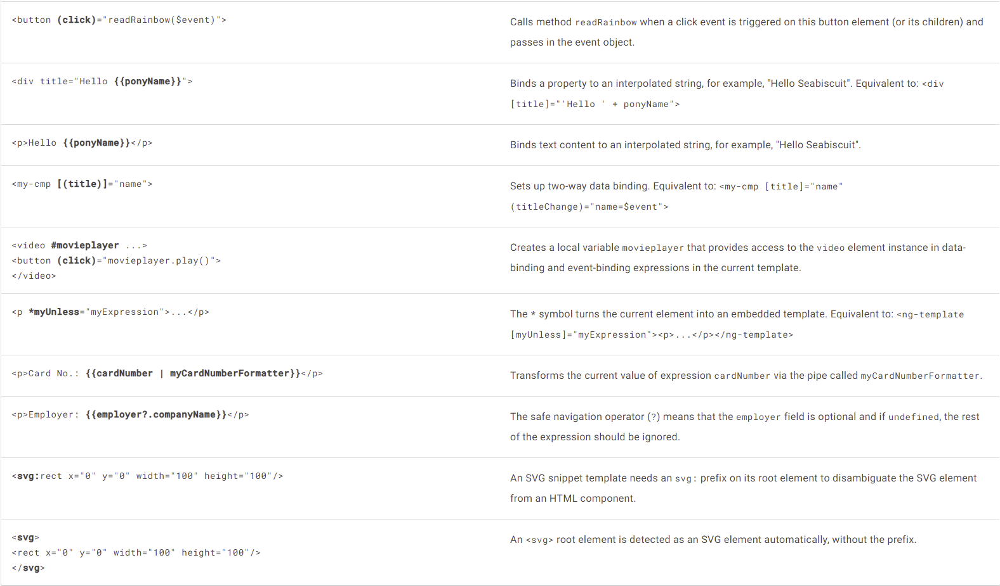 <button (click)="readRainbow($event)">
Calls method readRainbow when a click event is triggered on this button element (or its children) and
passes in the event object.
<div title="Hello {{ponyName}}">
Binds a property to an interpolated string, for example, "Hello Seabiscuit". Equivalent to: <div
[title]="'Hello ' + ponyName">
<p>Hello {{ponyName}}</p>
Binds text content to an interpolated string, for example, "Hello Seabiscuit".
<my-cmp [(title)]="name">
Sets up two-way data binding. Equivalent to: <my-cmp [title]="name"
(titleChange)="name=$event">
<video #movieplayer ...>
<button (click)="movieplayer.play()">
</video>
Creates a local variable movieplayer that provides access to the video element instance in data-
binding and event-binding expressions in the current template.
<p *myUnless="myExpression">...</p>
The * symbol turns the current element into an embedded template. Equivalent to: <ng-template
[myUnless]="myExpression"><p>...</p></ng-template>
<p>Card No.: {{cardNumber | myCardNumberFormatter}}</p>
Transforms the current value of expression cardNumber via the pipe called myCardNumberFormatter.
<p>Employer: {{employer?.companyName}}</p>
The safe navigation operator (?) means that the employer field is optional and if undefined, the rest
of the expression should be ignored.
<svg:rect x="0" y="0" width="100" height="100"/>
An SVG snippet template needs an svg: prefix on its root element to disambiguate the SVG element
from an HTML component.
<svg>
<rect x="0" y="0" width="100" height="100"/>
</svg>
An <svg> root element is detected as an SVG element automatically, without the prefix.